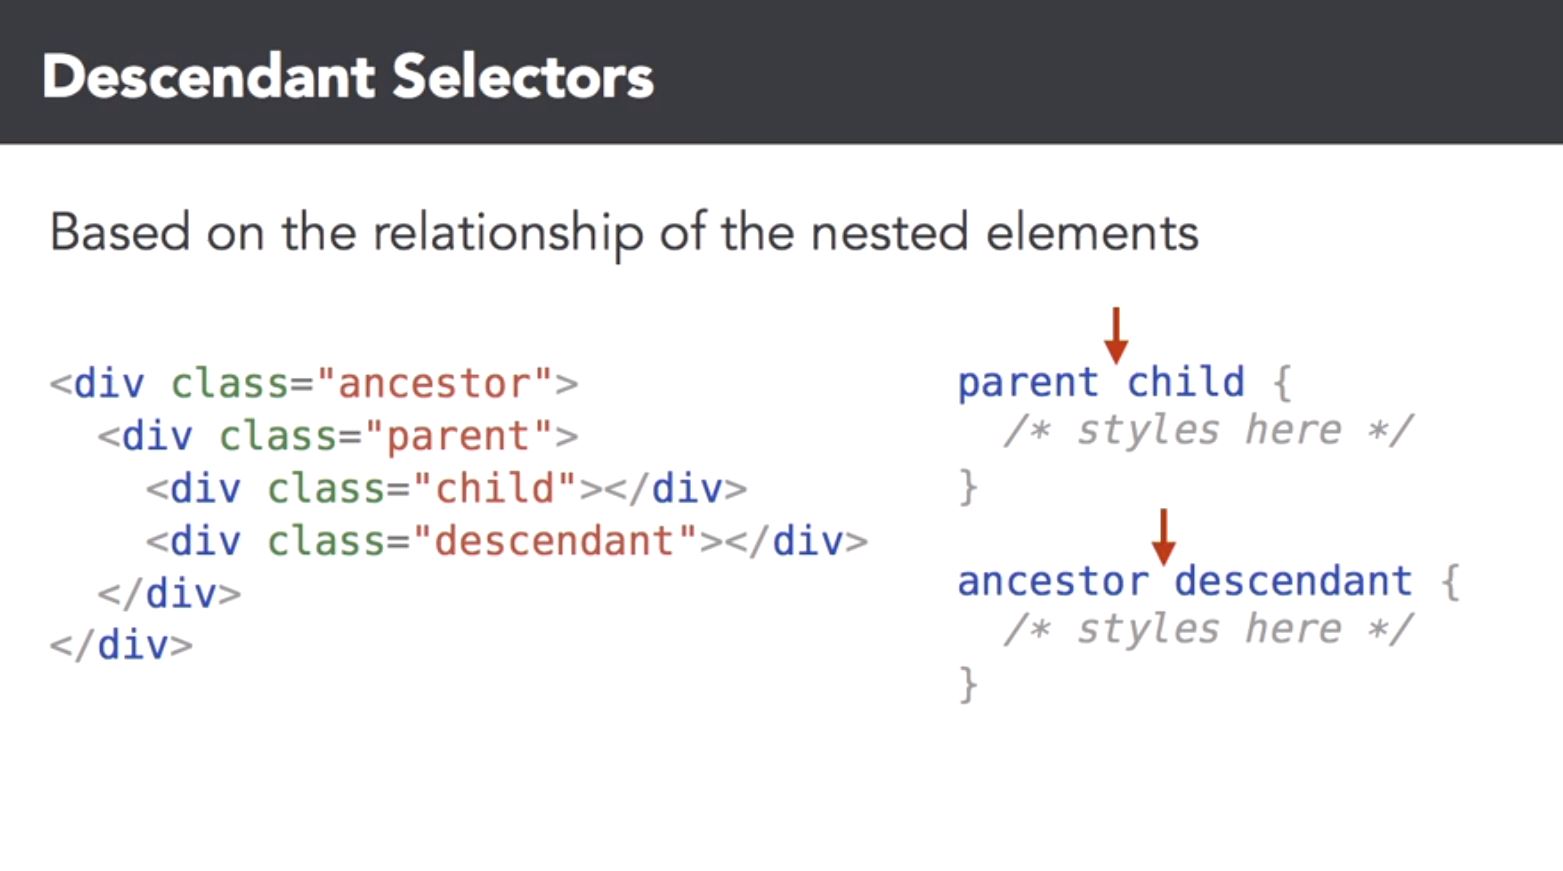 Descendant Selectors
Based on the relationship of the nested elements
<div class="ancestor">
<div class="parent">
<div class="child"></div>
<div class="descendant"></div>
</div>
</div>
parent child {
/* styles here */
}
ancestor descendant {
/* styles here */
}